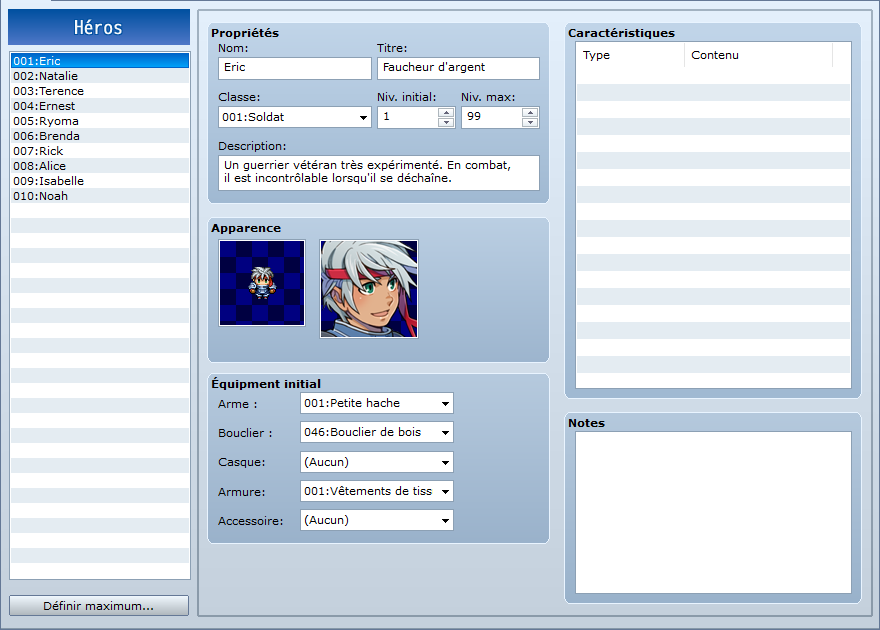 Héros
001:Eric
002:Natalie
003:Terence
004:Ernest
005:Ryoma
006:Brenda
007:Rick
008:Alice
009:Isabelle
010:Noah
Définir maximum...
Propriétés
Nom:
Titre:
Eric
Faucheur d'argent
Classe:
Niv. initial:
Niv. max:
001:Soldat
1
99
Description:
Un guerrier vétéran très expérimenté. En combat,
il est incontrôlable lorsqu'il se déchaîne.
Apparence
Équipment initial
Arme :
001:Petite hache
Bouclier :
046:Bouclier de bois
Casque:
(Aucun)
Armure:
001:Vêtements de tiss
Accessoire:
(Aucun)
Caractéristiques
Type
Contenu
Notes